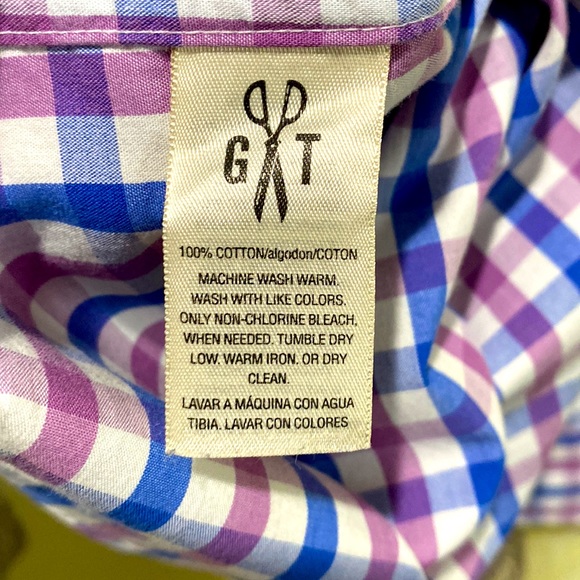 G T
100% COTTON/algodon/COTON
MACHINE WASH WARM.
WASH WITH LIKE COLORS.
ONLY NON-CHLORINE BLEACH,
WHEN NEEDED. TUMBLE DRY
LOW. WARM IRON. OR DRY
CLEAN.
LAVAR A MÁQUINA CON AGUA
TIBIA. LAVAR CON COLORES